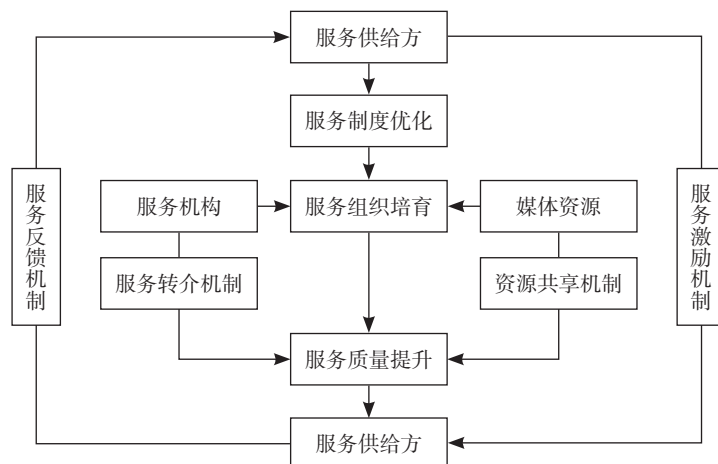 服务供给方
服务制度优化
服务机构
服务组织培育
媒体资源
服务反馈机制
服务激励机制
服务转介机制
资源共享机制
服务质量提升
服务供给方